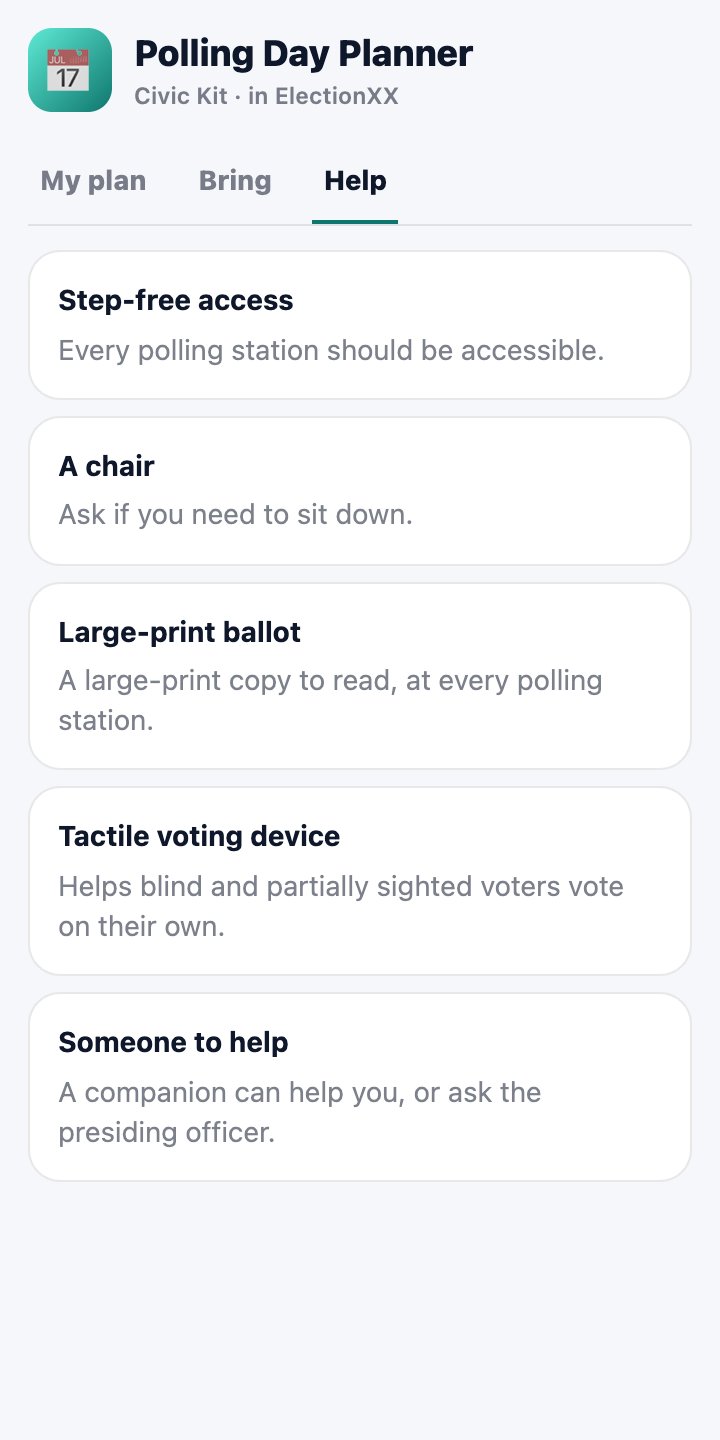 JUL
17
Polling Day Planner
Civic Kit · in ElectionXX
My plan Bring Help
Step-free access
Every polling station should be accessible.
A chair
Ask if you need to sit down.
Large-print ballot
A large-print copy to read, at every polling
station.
Tactile voting device
Helps blind and partially sighted voters vote
on their own.
Someone to help
A companion can help you, or ask the
presiding officer.